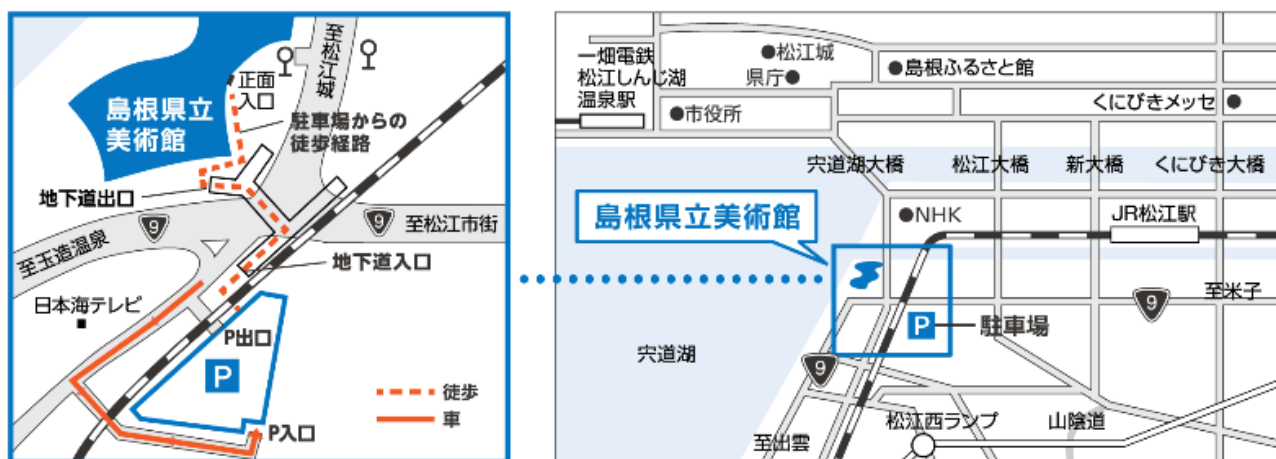 至松江城
正面
入口
島根県立
美術館
駐車場からの
徒歩経路
地下道出口
9
9
至松江市街
至玉造温泉
地下道入口
日本海テレビ
P出口
P
徒歩
車
P入口
一畑電鉄
松江しんじ湖
温泉駅
松江城
県庁
島根ふるさと館
市役所
くにびきメッセ
宍道湖大橋
松江大橋
新大橋
くにびき大橋
島根県立美術館
NHK
JR松江駅
至米子
9
P
駐車場
宍道湖
9
松江西ランプ
山陰道
至出雲